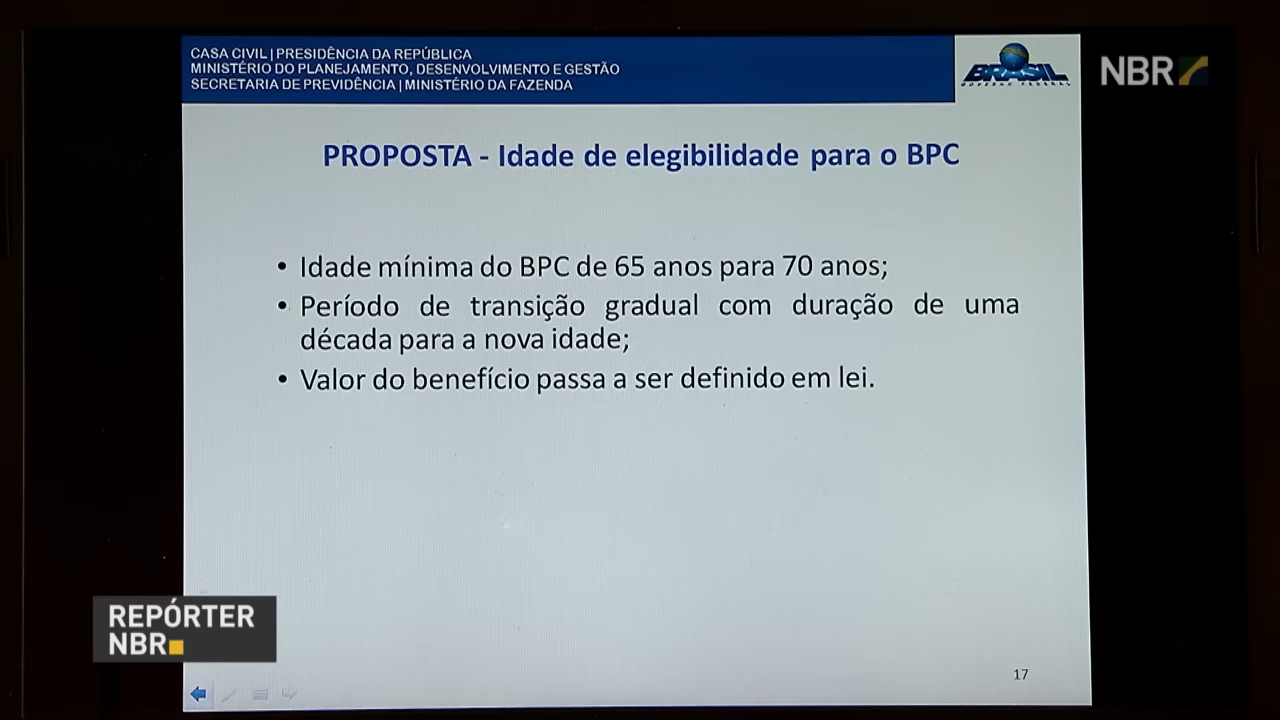 CASA CIVIL | PRESIDÊNCIA DA REPÚBLICA
MINISTÉRIO DO PLANEJAMENTO, DESENVOLVIMENTO E GESTÃO
SECRETARIA DE PREVIDÊNCIA | MINISTÉRIO DA FAZENDA
BRASIL
GOVERNO FEDERAL
NBR
PROPOSTA - Idade de elegibilidade para o BPC
• Idade mínima do BPC de 65 anos para 70 anos;
• Período de transição gradual com duração de uma
década para a nova idade;
• Valor do benefício passa a ser definido em lei.
REPÓRTER
NBR
17